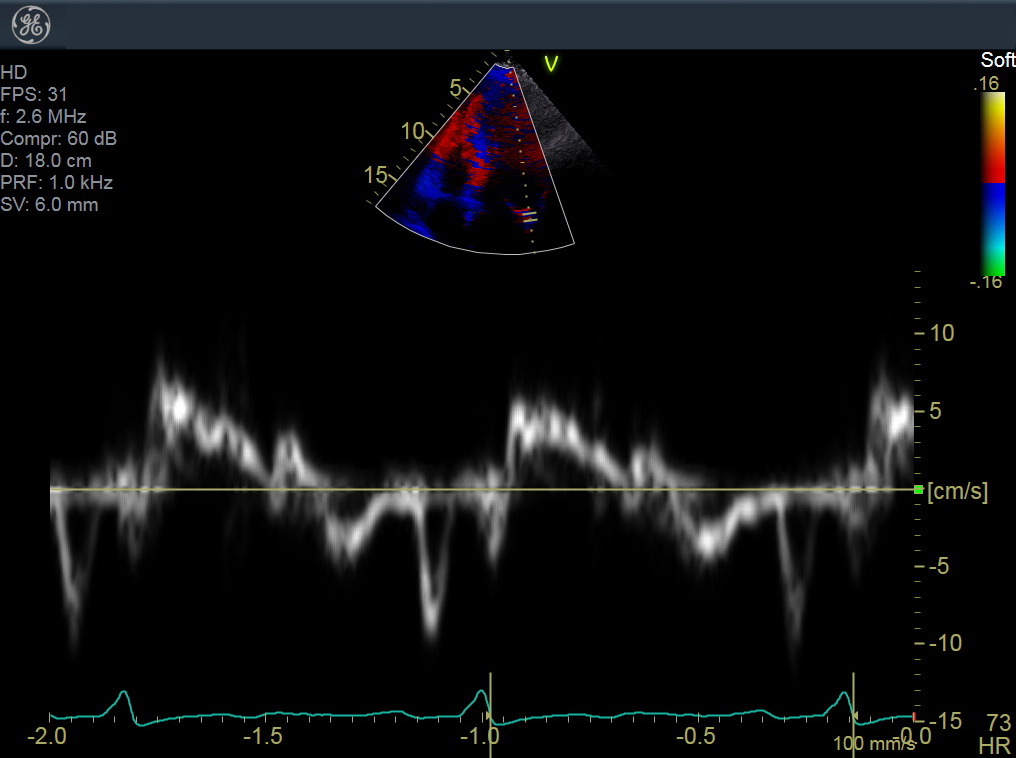 GE
V
Soft
HD
FPS: 31
f: 2.6 MHz
Compr: 60 dB
D: 18.0 cm
PRF: 1.0 kHz
SV: 6.0 mm
5
10
15
.16
-.16
10
5
[cm/s]
-5
-10
-15
-2.0
-1.5
-1.0
-0.5
0.0
100 mm/s
73
HR